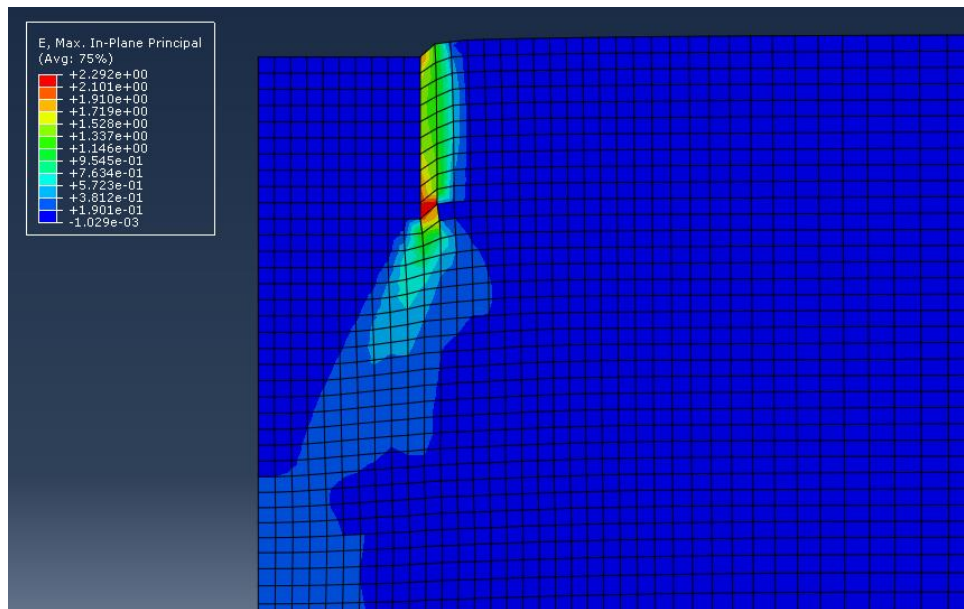 E, Max. In-Plane Principal
(Avg: 75%)
+2.292e+00
+2.101e+00
+1.910e+00
+1.719e+00
+1.528e+00
+1.337e+00
+1.146e+00
+9.545e-01
+7.634e-01
+5.723e-01
+3.812e-01
+1.901e-01
-1.029e-03